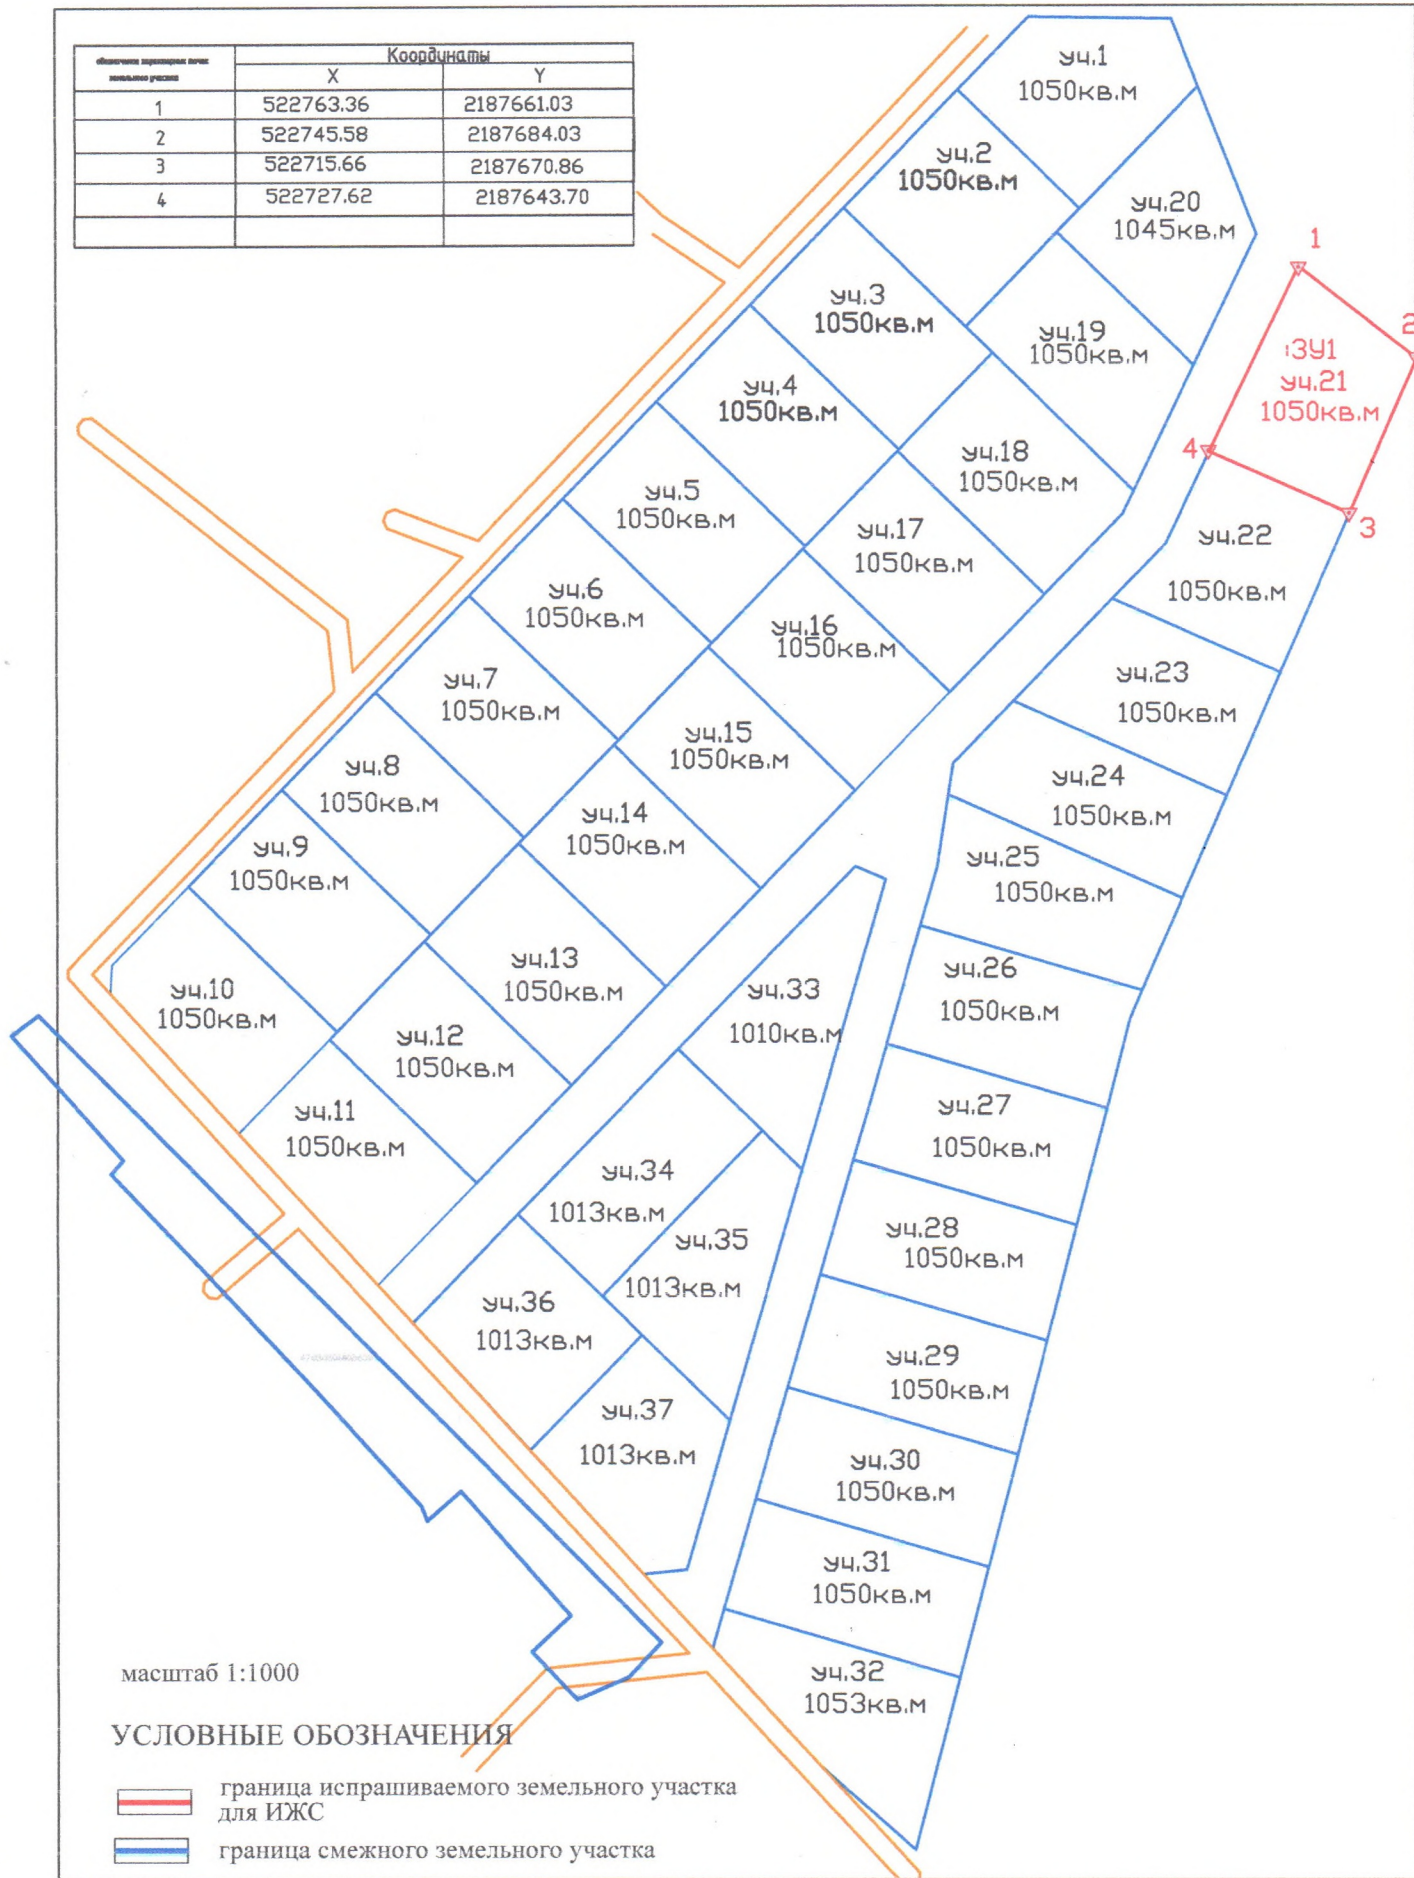 Координаты
X Y
1 522763.36 2187661.03
2 522745.58 2187684.03
3 522715.66 2187670.86
4 522727.62 2187643.70
уч.1
1050кв.м
уч.2
1050кв.м
уч.20
1045кв.м
1
2
:ЗУ1
уч.21
1050кв.м
4
3
уч.3
1050кв.м
уч.19
1050кв.м
уч.4
1050кв.м
уч.18
1050кв.м
уч.5
1050кв.м
уч.17
1050кв.м
уч.22
1050кв.м
уч.6
1050кв.м
уч.16
1050кв.м
уч.7
1050кв.м
уч.23
1050кв.м
уч.15
1050кв.м
уч.8
1050кв.м
уч.24
1050кв.м
уч.14
1050кв.м
уч.9
1050кв.м
уч.25
1050кв.м
уч.13
1050кв.м
уч.10
1050кв.м
уч.33
1010кв.м
уч.26
1050кв.м
уч.12
1050кв.м
уч.11
1050кв.м
уч.27
1050кв.м
уч.34
1013кв.м
уч.35
1013кв.м
уч.28
1050кв.м
уч.36
1013кв.м
уч.29
1050кв.м
уч.37
1013кв.м
уч.30
1050кв.м
уч.31
1050кв.м
уч.32
1053кв.м
масштаб 1:1000
УСЛОВНЫЕ ОБОЗНАЧЕНИЯ
граница испрашиваемого земельного участка
для ИЖС
граница смежного земельного участка